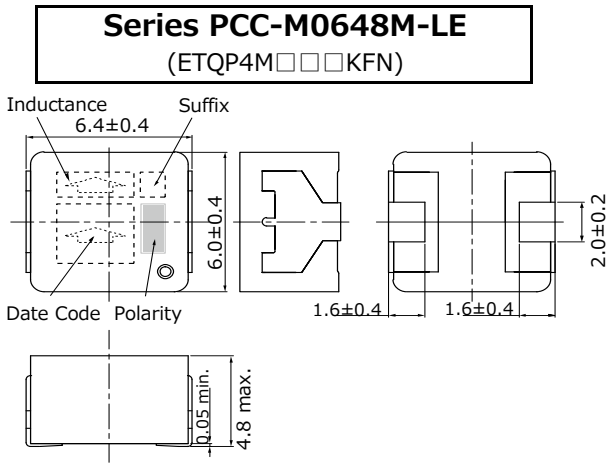 Series PCC-M0648M-LE
(ETQP4M□□□KFN)
Inductance
Suffix
6.4±0.4
6.0±0.4
2.0±0.2
Date Code
Polarity
1.6±0.4
1.6±0.4
0.05 min.
4.8 max.